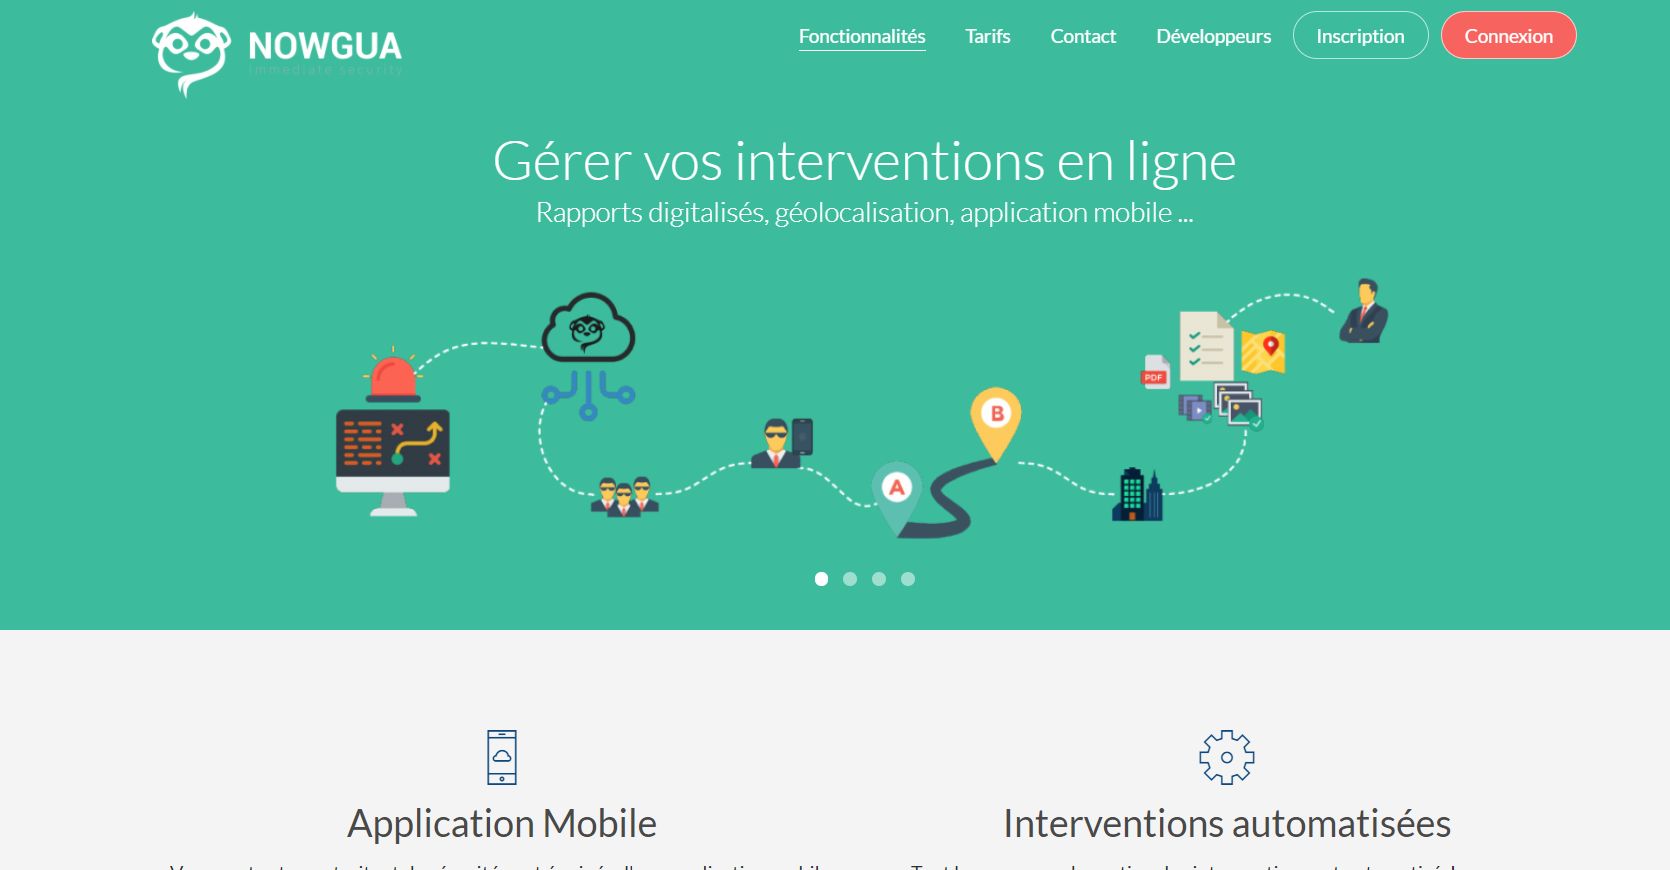 NOWGUA
immediate security
Fonctionnalités
Tarifs
Contact
Développeurs
Inscription
Connexion
Gérer vos interventions en ligne
Rapports digitalisés, géolocalisation, application mobile ...
PDF
B
A
Application Mobile
Interventions automatisées